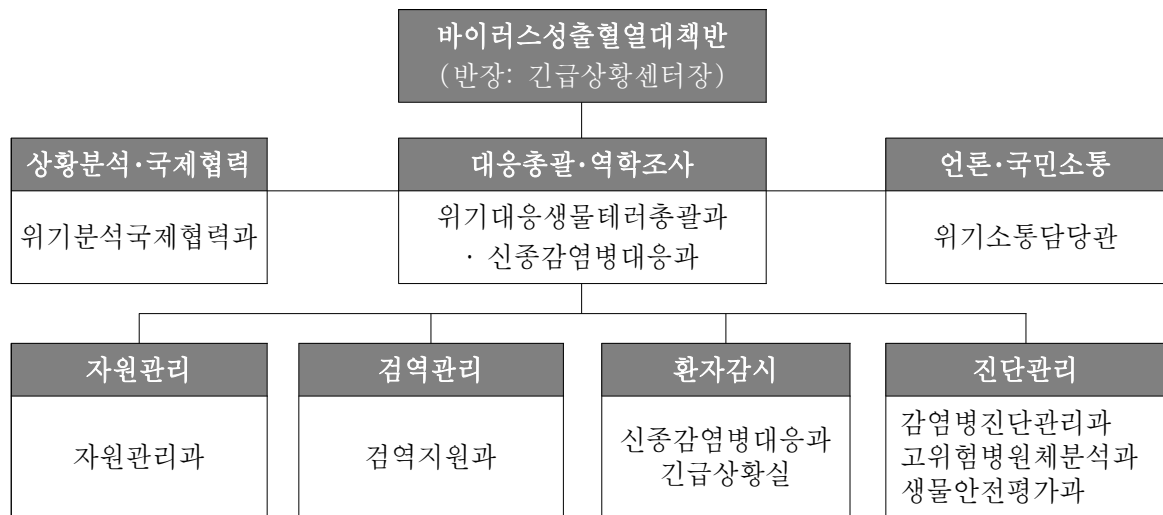 바이러스성출혈열대책반
(반장: 긴급상황센터장)
상황분석·국제협력
위기분석국제협력과
대응총괄·역학조사
위기대응생물테러총괄과
· 신종감염병대응과
언론·국민소통
위기소통담당관
자원관리
자원관리과
검역관리
검역지원과
환자감시
신종감염병대응과
긴급상황실
진단관리
감염병진단관리과
고위험병원체분석과
생물안전평가과